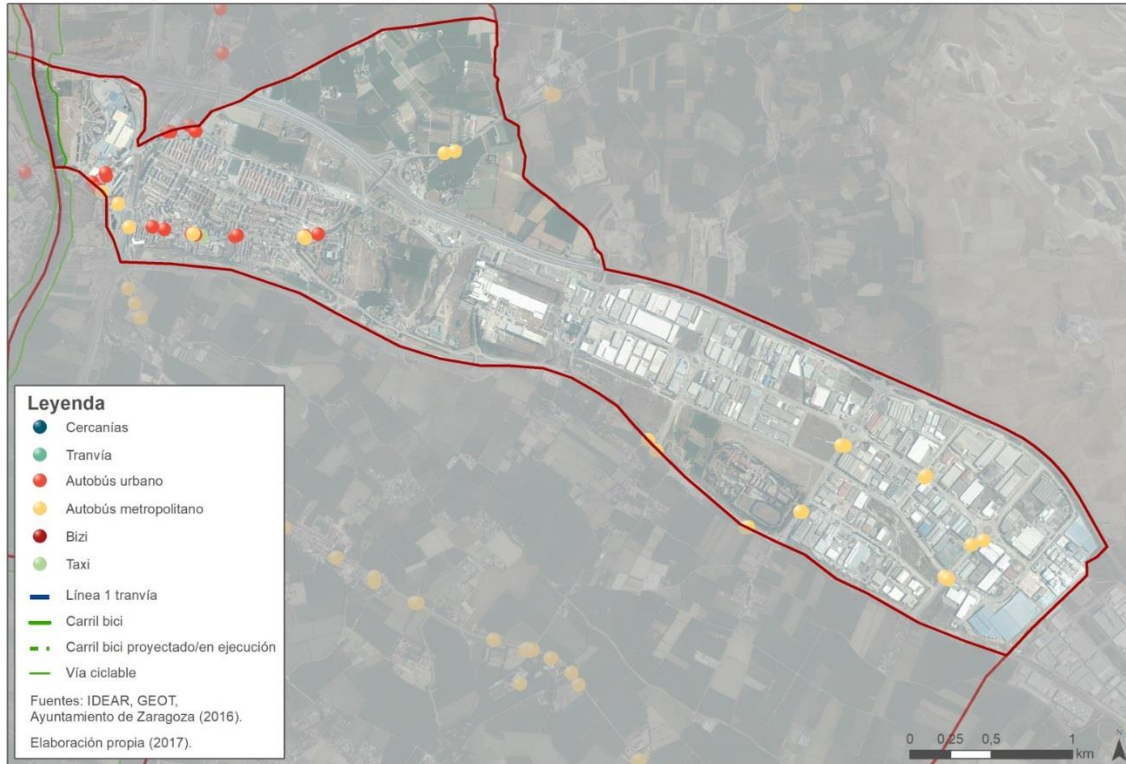 Leyenda
Cercanías
Tranvía
Autobús urbano
Autobús metropolitano
Bizi
Taxi
Línea 1 tranvía
Carril bici
Carril bici proyectado/en ejecución
Vía ciclable
Fuentes: IDEAR, GEOT,
Ayuntamiento de Zaragoza (2016).
Elaboración propia (2017).
0 0,25 0,5 1
km
N